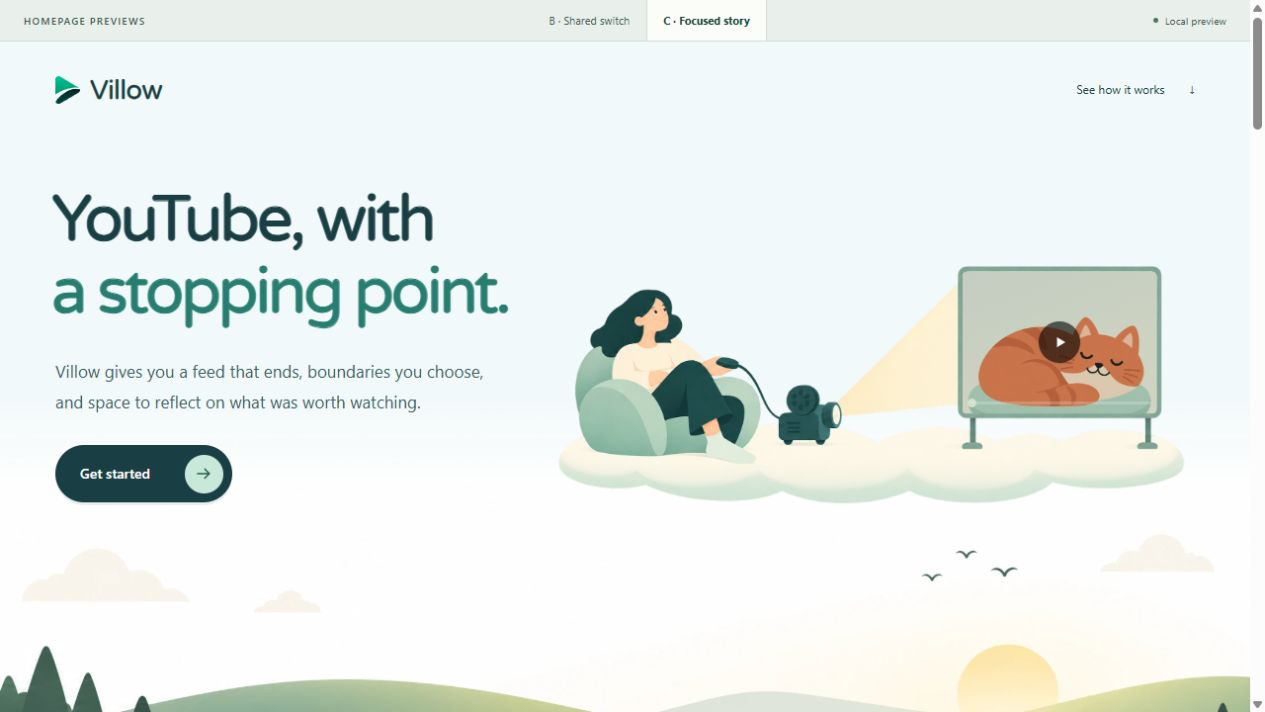 HOMEPAGE PREVIEWS
B · Shared switch
C · Focused story
Local preview
Villow
See how it works ↓
YouTube, with
a stopping point.
Villow gives you a feed that ends, boundaries you choose,
and space to reflect on what was worth watching.
Get started →